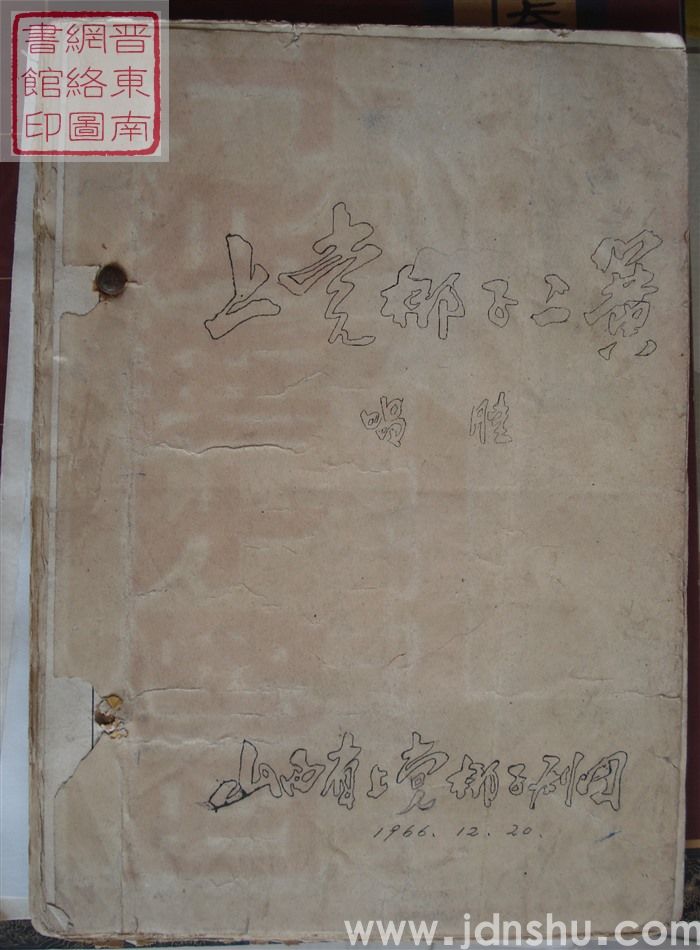 晋東南
網絡圖
書館印
上党梆子二簧
唱腔
山西省上党梆子剧团
1966.12.20.
www.jdnshu.com